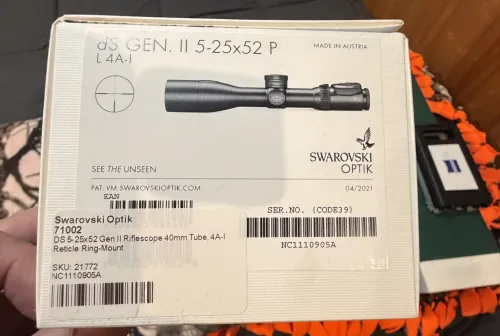 dS GEN. II 5-25x52 P
L 4A-I
MADE IN AUSTRIA
SEE THE UNSEEN
SWAROVSKI
OPTIK
PAT: VM.SWAROVSKIOPTIK.COM
04/2021
EAN
Swarovski Optik
71002
DS 5-25x52 Gen II Riflescope 40mm Tube, 4A-I
Reticle Ring-Mount
SKU: 21772
NC1110905A
SER.NO. (CODE39)
NC1110905A